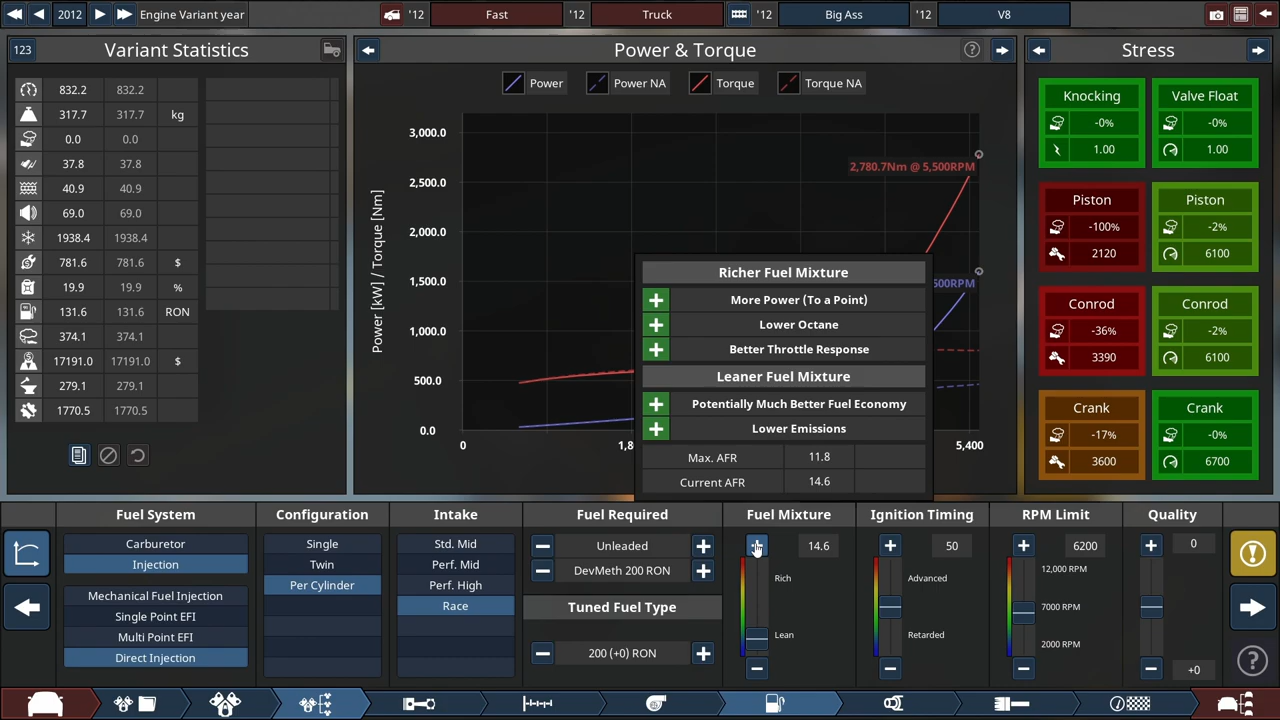 2012 Engine Variant year '12 Fast '12 Truck '12 Big Ass '12 V8
123 Variant Statistics
832.2 832.2
317.7 317.7 kg
0.0 0.0
37.8 37.8
40.9 40.9
69.0 69.0
1938.4 1938.4
781.6 781.6 $
19.9 19.9 %
131.6 131.6 RON
374.1 374.1
17191.0 17191.0 $
279.1 279.1
1770.5 1770.5
Power & Torque
Power Power NA Torque Torque NA
Power [kW] / Torque [Nm]
3,000.0
2,500.0
2,000.0
1,500.0
1,000.0
500.0
0.0
0 1,8 5,400
2,780.7Nm @ 5,500RPM
500RPM
Richer Fuel Mixture
More Power (To a Point)
Lower Octane
Better Throttle Response
Leaner Fuel Mixture
Potentially Much Better Fuel Economy
Lower Emissions
Max. AFR 11.8
Current AFR 14.6
Stress
Knocking Valve Float
-0% -0%
1.00 1.00
Piston Piston
-100% -2%
2120 6100
Conrod Conrod
-36% -2%
3390 6100
Crank Crank
-17% -0%
3600 6700
Fuel System
Carburetor
Injection
Mechanical Fuel Injection
Single Point EFI
Multi Point EFI
Direct Injection
Configuration
Single
Twin
Per Cylinder
Intake
Std. Mid
Perf. Mid
Perf. High
Race
Fuel Required
Unleaded
DevMeth 200 RON
Tuned Fuel Type
200 (+0) RON
Fuel Mixture
14.6
Rich
Lean
Ignition Timing
50
Advanced
Retarded
RPM Limit
6200
12,000 RPM
7000 RPM
2000 RPM
Quality
0
+0